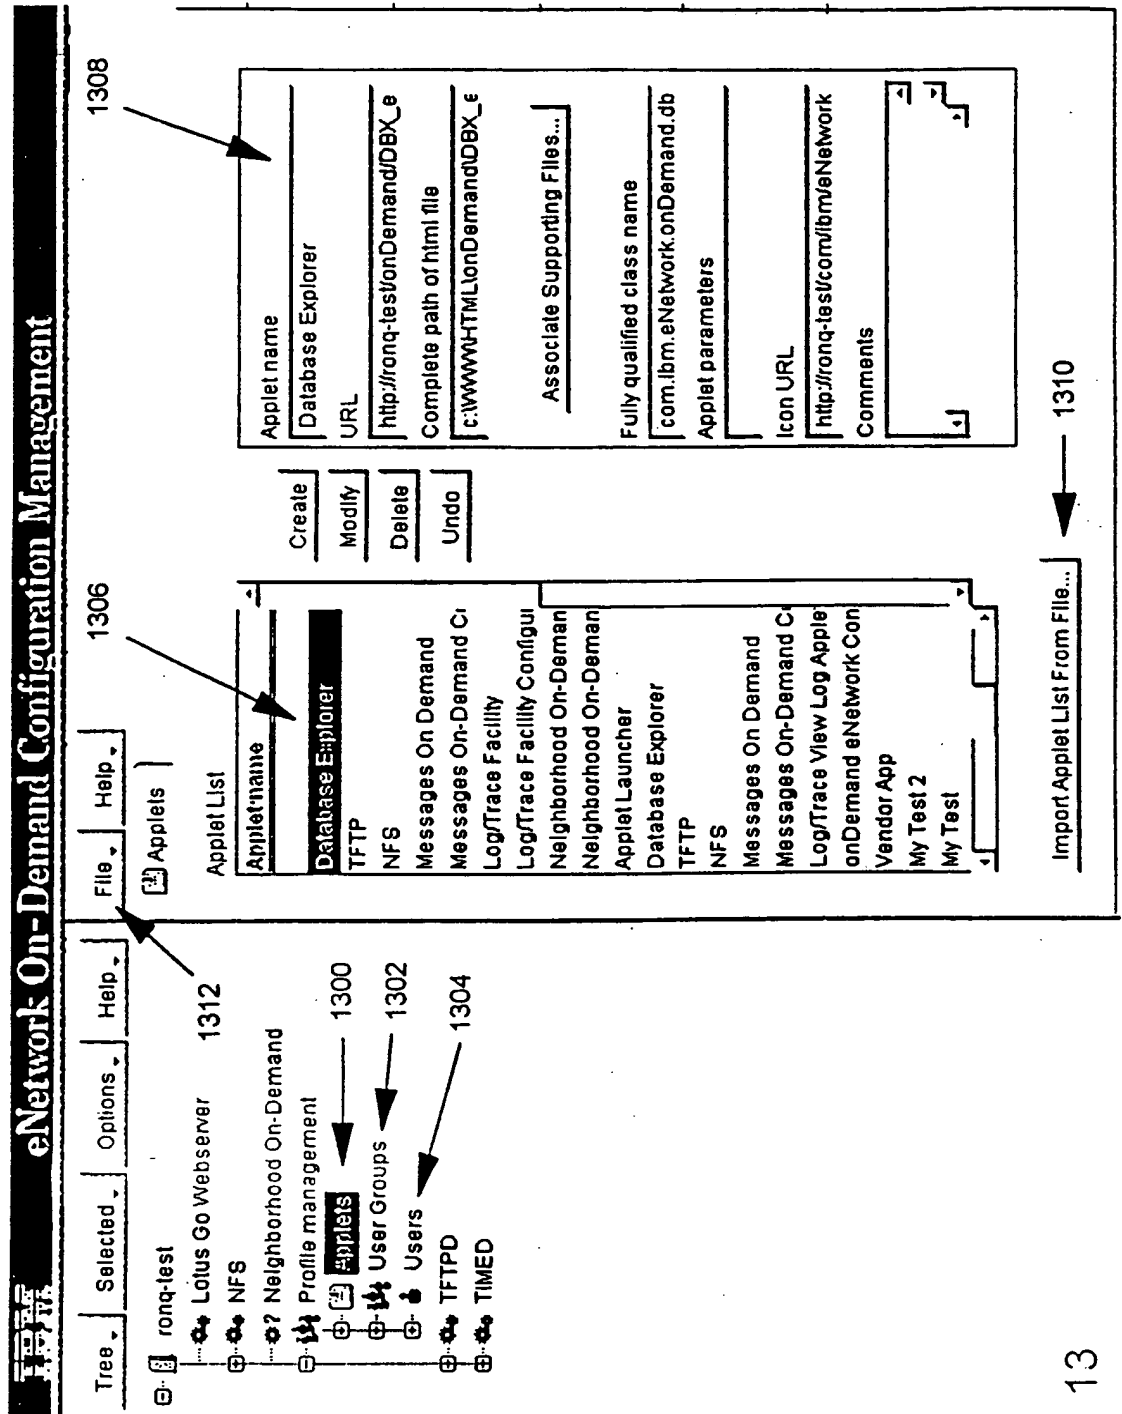 IBM
eNetwork On-Demand Configuration Management
Tree
Selected
Options
Help
ronq-test
Lotus Go Webserver
NFS
? Neighborhood On-Demand
Profile management
Applets
User Groups
Users
TFTPD
TIMED
1312
1300
1302
1304
File
Help
Applets
Applet List
Applet name
Database Explorer
TFTP
NFS
Messages On Demand
Messages On-Demand C
Log/Trace Facility
Log/Trace Facility Configu
Neighborhood On-Deman
Neighborhood On-Deman
Applet Launcher
Database Explorer
TFTP
NFS
Messages On Demand
Messages On-Demand C
Log/Trace View Log Apple
onDemand eNetwork Con
Vendor App
My Test 2
My Test
Import Applet List From File...
1306
Create
Modify
Delete
Undo
1310
1308
Applet name
Database Explorer
URL
http://ronq-test/onDemand/DBX_e
Complete path of html file
c:\WWW\HTML\onDemand\DBX_e
Associate Supporting Files...
Fully qualified class name
com.ibm.eNetwork.onDemand.db
Applet parameters
Icon URL
http://ronq-test/com/ibm/eNetwork
Comments
13